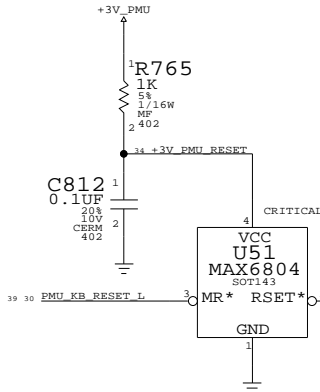 +3V_PMU
1
R765
1K
5%
1/16W
MF
402
2
34 +3V_PMU_RESET
C812
0.1UF
20%
10V
CERM
402
1
2
CRITICAL
4
VCC
U51
MAX6804
SOT143
39 30 PMU_KB_RESET_L
3
MR* RSET*
GND
1